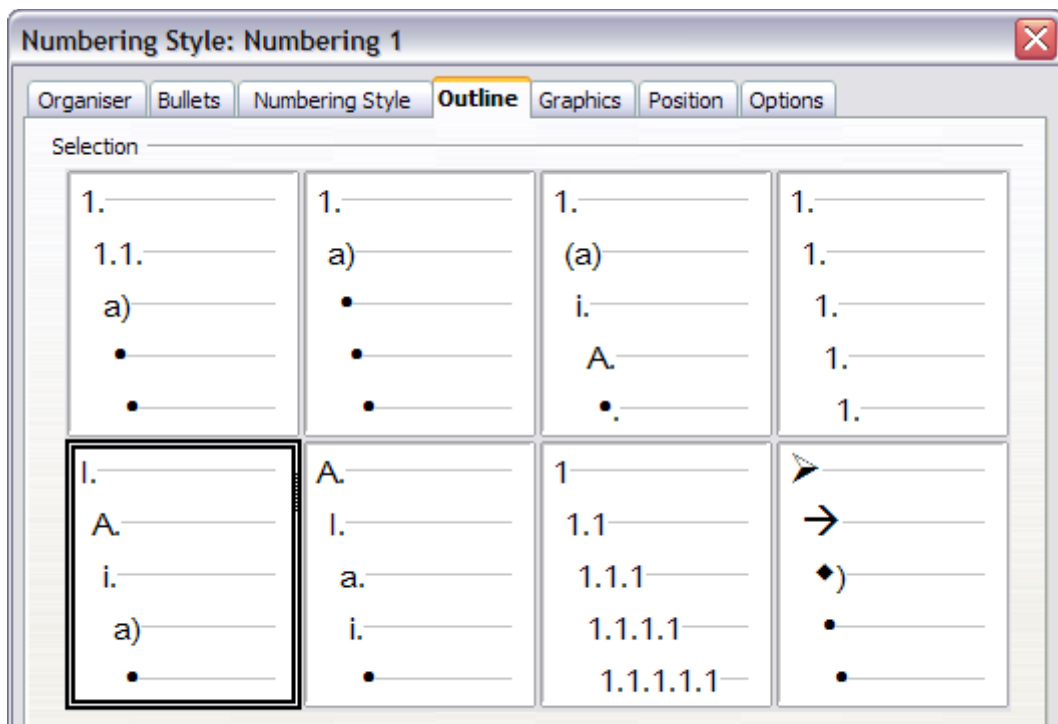 Numbering Style: Numbering 1
Organiser Bullets Numbering Style Outline Graphics Position Options
Selection
1. 1. 1. 1.
1.1. a) (a) 1.
a) • i. 1.
• • A. 1.
• • •. 1.
I. A. 1 ➢
A. I. 1.1 →
i. a. 1.1.1 ◆)
a) i. 1.1.1.1 •
• • 1.1.1.1.1 •